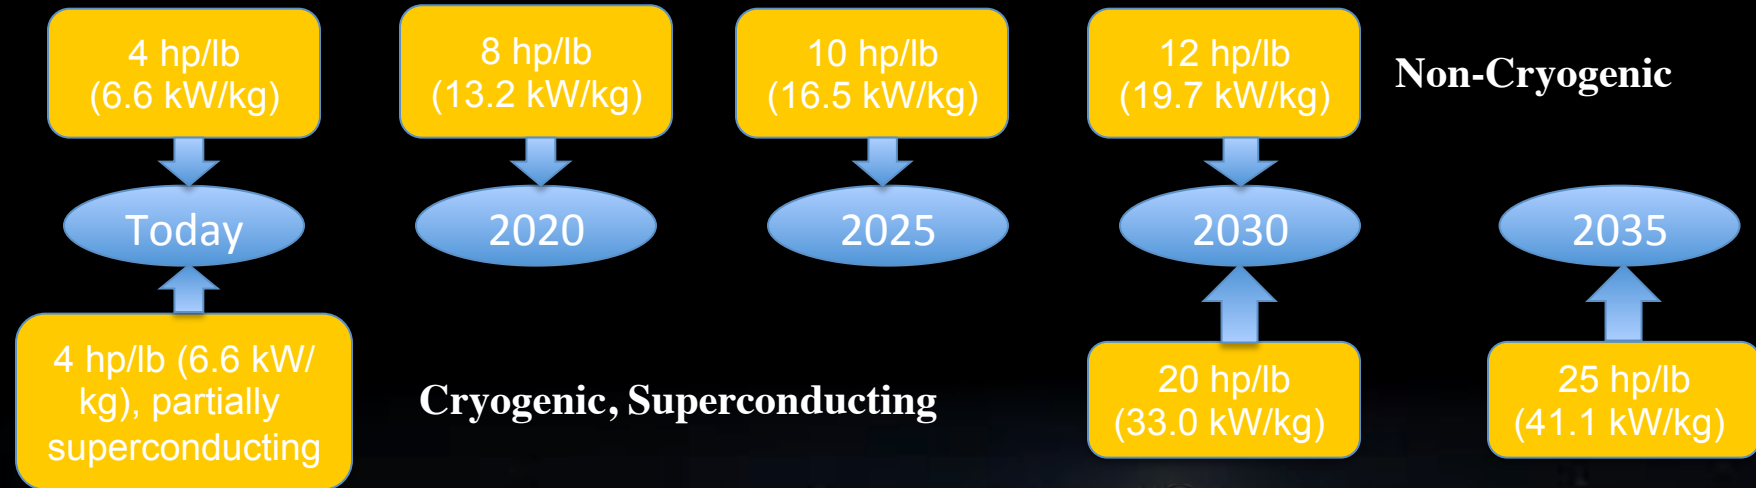 4 hp/lb
(6.6 kW/kg)
8 hp/lb
(13.2 kW/kg)
10 hp/lb
(16.5 kW/kg)
12 hp/lb
(19.7 kW/kg)
Non-Cryogenic
Today
2020
2025
2030
2035
4 hp/lb (6.6 kW/
kg), partially
superconducting
Cryogenic, Superconducting
20 hp/lb
(33.0 kW/kg)
25 hp/lb
(41.1 kW/kg)